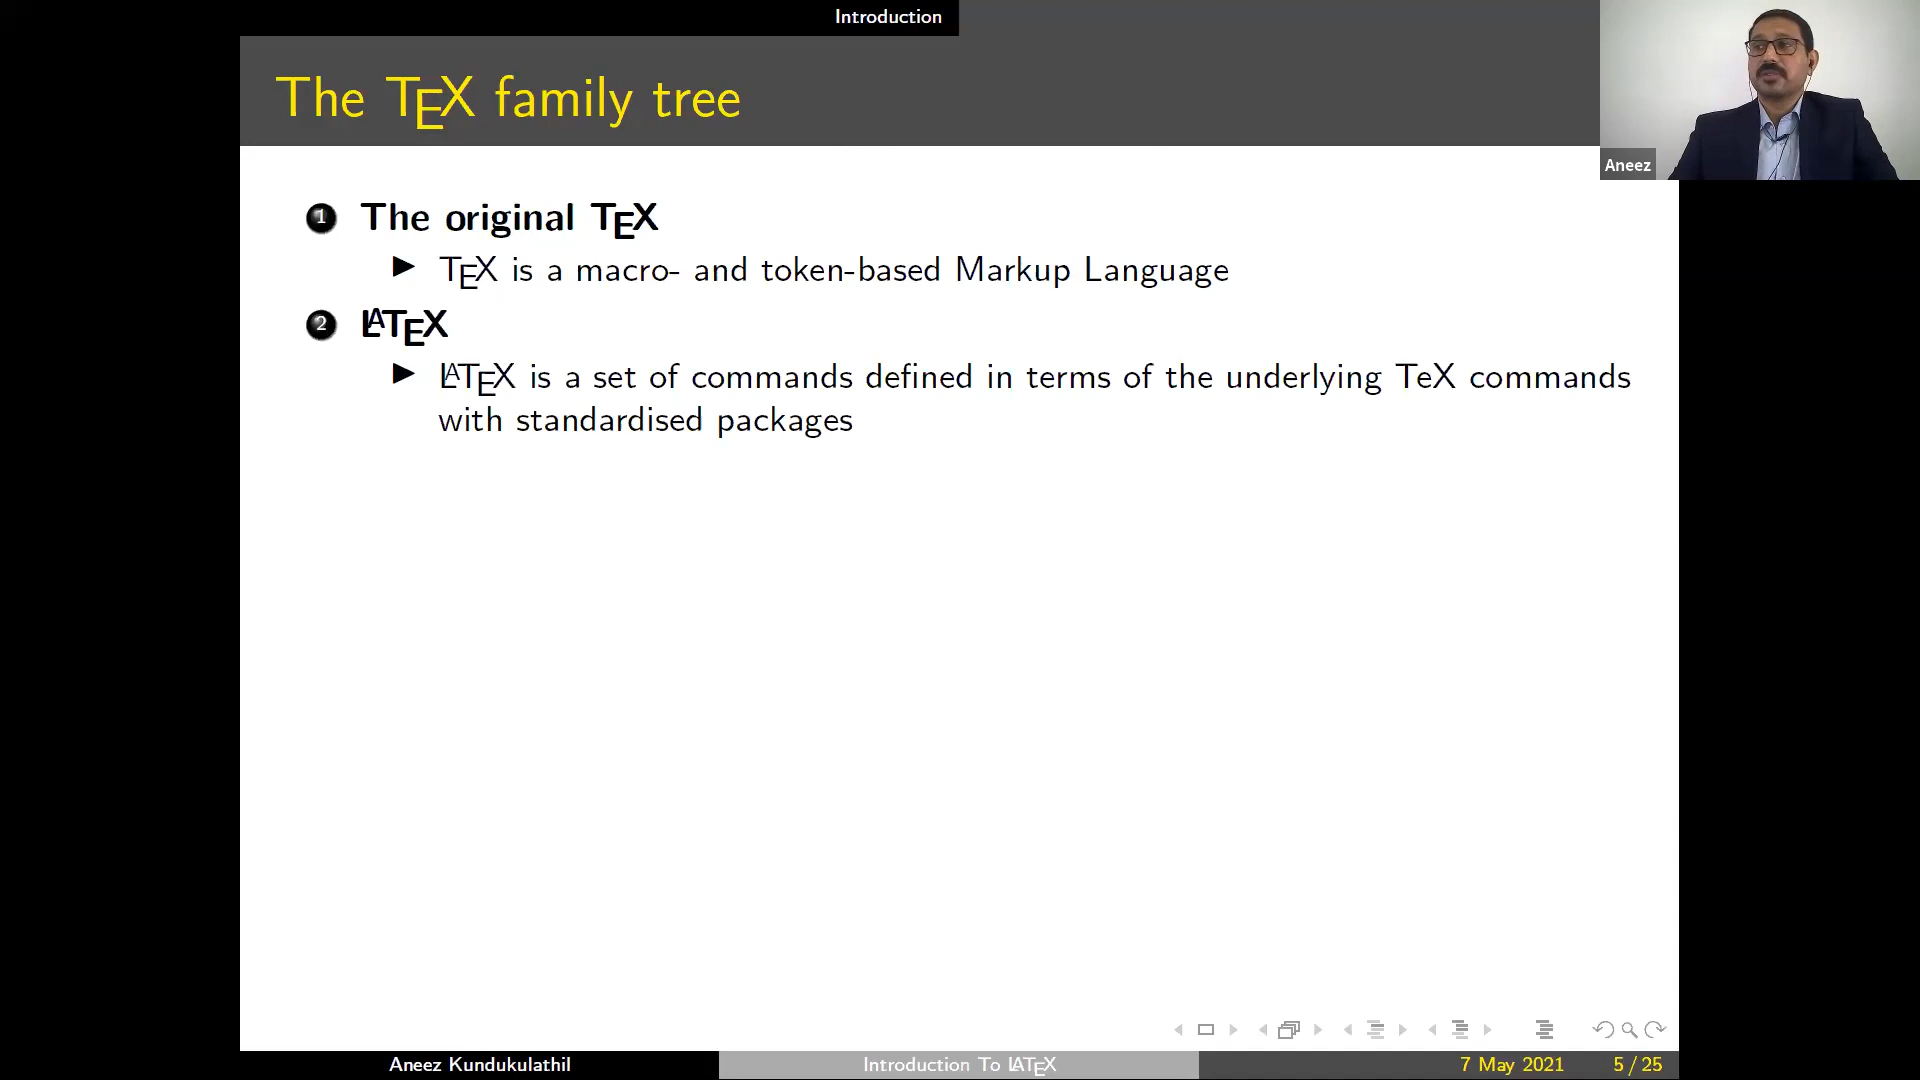 Introduction
The TEX family tree
Aneez
1 The original TEX
TEX is a macro- and token-based Markup Language
2 LATEX
LATEX is a set of commands defined in terms of the underlying TeX commands
with standardised packages
Aneez Kundukulathil Introduction To LATEX 7 May 2021 5 / 25